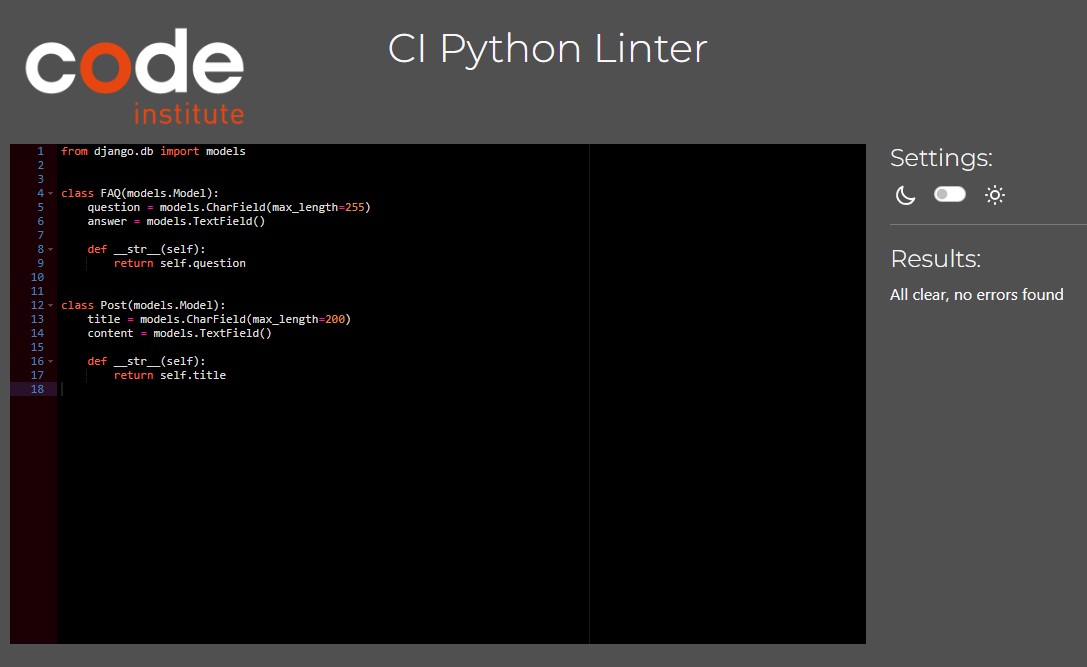 code
institute
CI Python Linter
1 from django.db import models
2
3
4 class FAQ(models.Model):
5     question = models.CharField(max_length=255)
6     answer = models.TextField()
7
8     def __str__(self):
9         return self.question
10
11
12 class Post(models.Model):
13     title = models.CharField(max_length=200)
14     content = models.TextField()
15
16     def __str__(self):
17         return self.title
18
Settings:
Results:
All clear, no errors found